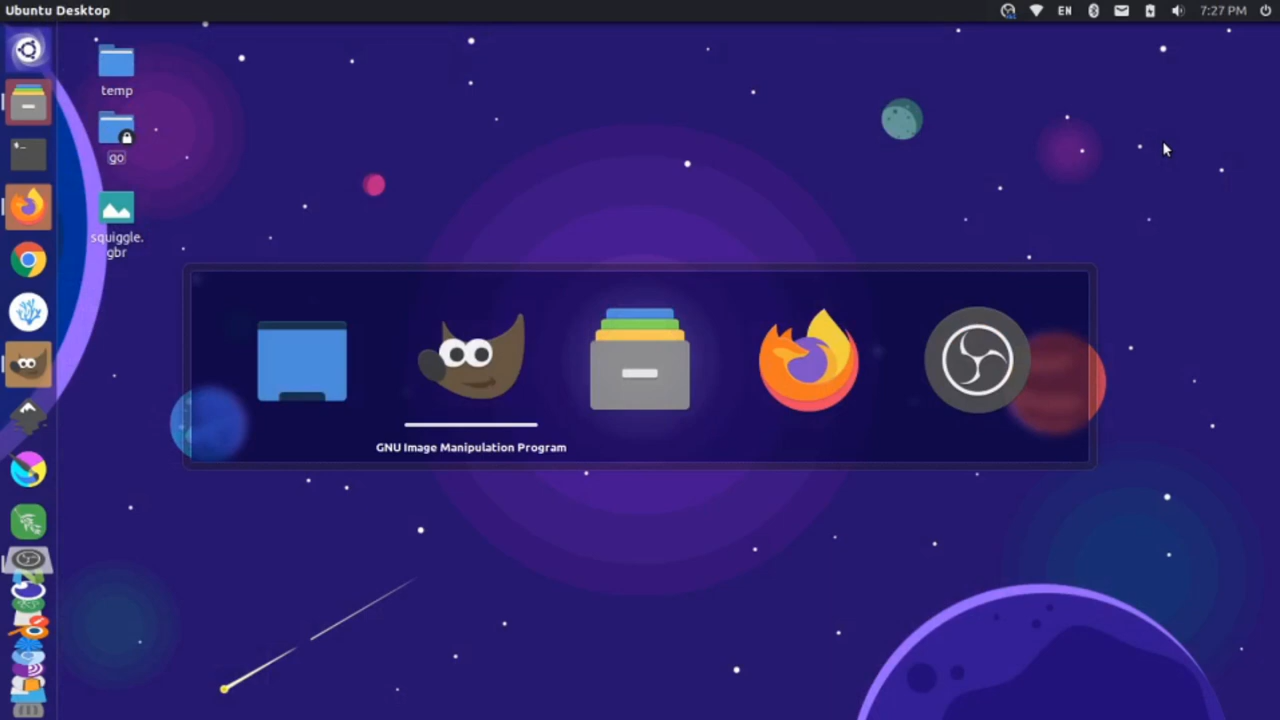 Ubuntu Desktop
EN
7:27 PM
temp
go
squiggle.
gbr
GNU Image Manipulation Program